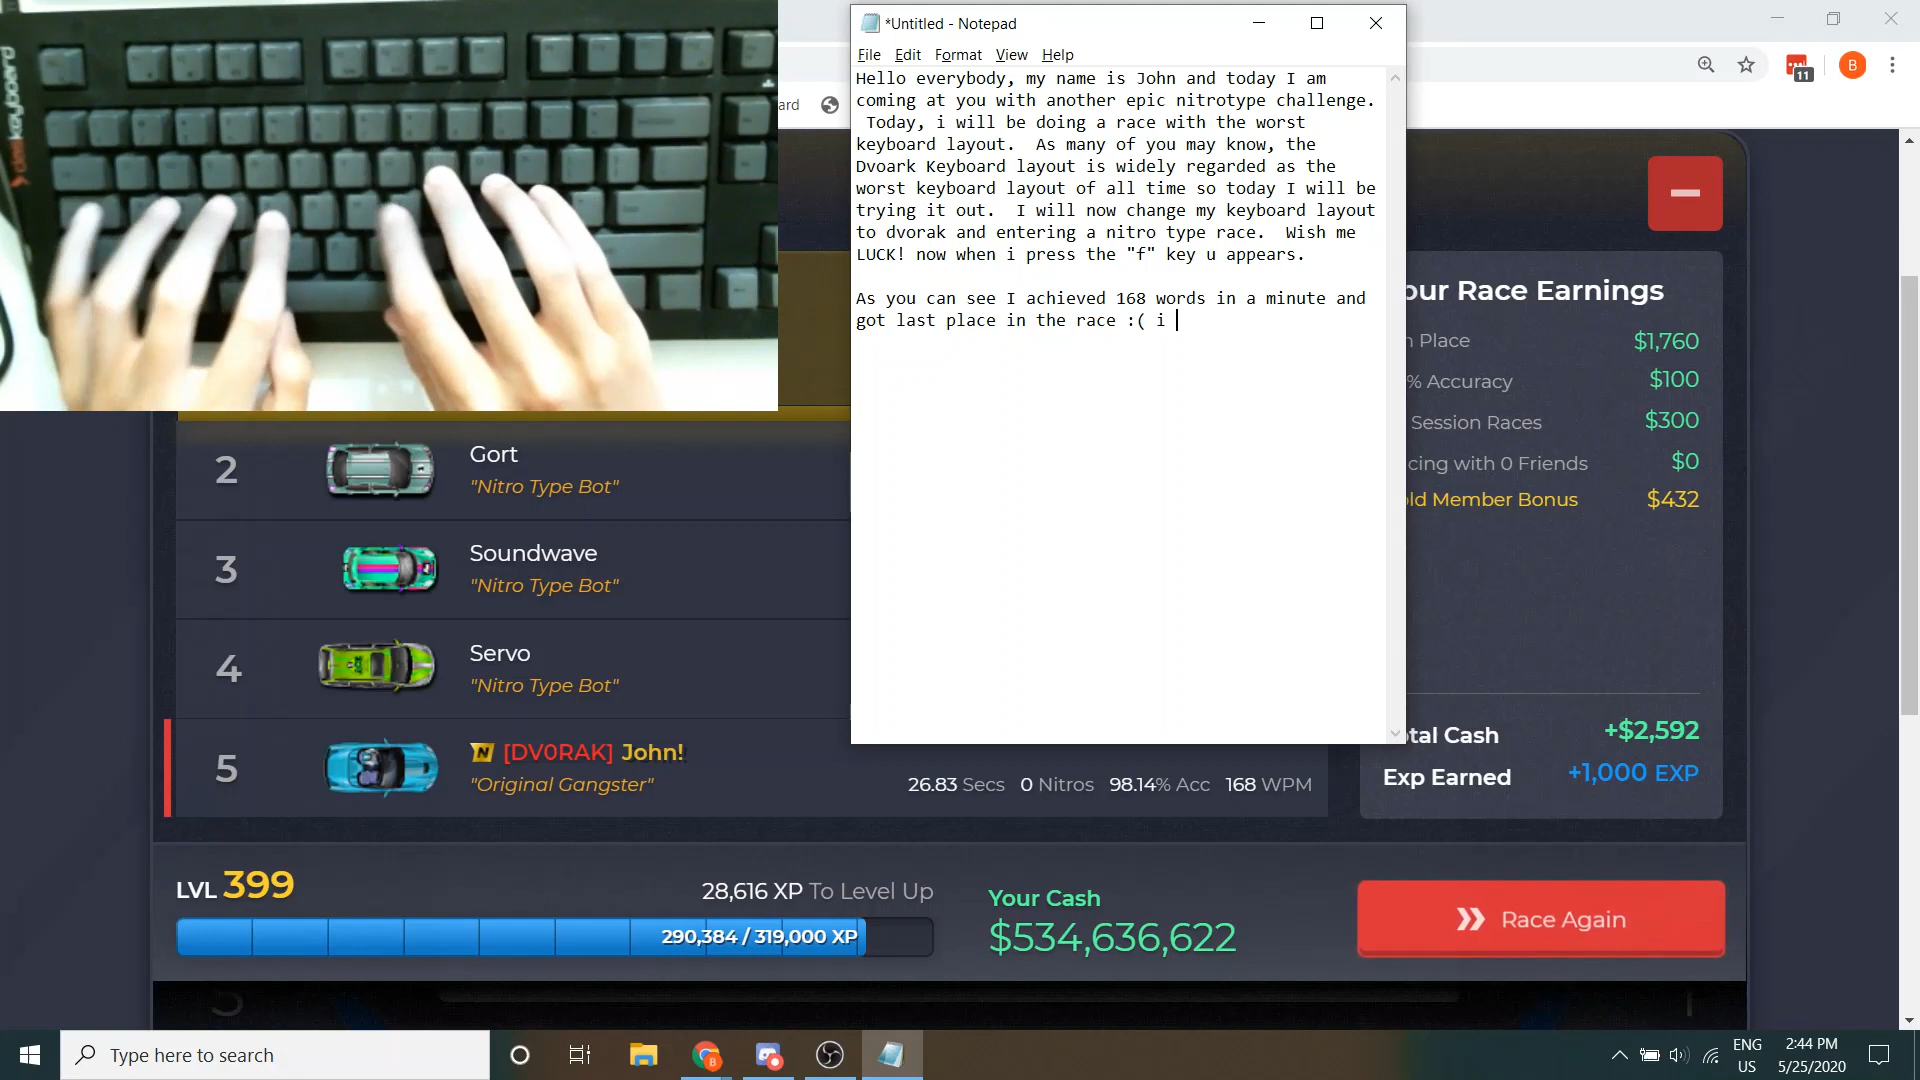 daskeyboard
*Untitled - Notepad
File Edit Format View Help
Hello everybody, my name is John and today I am
coming at you with another epic nitrotype challenge.
Today, i will be doing a race with the worst
keyboard layout.  As many of you may know, the
Dvoark Keyboard layout is widely regarded as the
worst keyboard layout of all time so today I will be
trying it out.  I will now change my keyboard layout
to dvorak and entering a nitro type race.  Wish me
LUCK! now when i press the "f" key u appears.
As you can see I achieved 168 words in a minute and
got last place in the race :( i
11
B
ard
our Race Earnings
h Place $1,760
% Accuracy $100
Session Races $300
cing with 0 Friends $0
old Member Bonus $432
otal Cash +$2,592
Exp Earned +1,000 EXP
2 Gort
"Nitro Type Bot"
3 Soundwave
"Nitro Type Bot"
4 Servo
"Nitro Type Bot"
5 N [DV0RAK] John!
"Original Gangster"
26.83 Secs 0 Nitros 98.14% Acc 168 WPM
LVL 399
28,616 XP To Level Up
290,384 / 319,000 XP
Your Cash
$534,636,622
Race Again
Type here to search
B
ENG
US
2:44 PM
5/25/2020